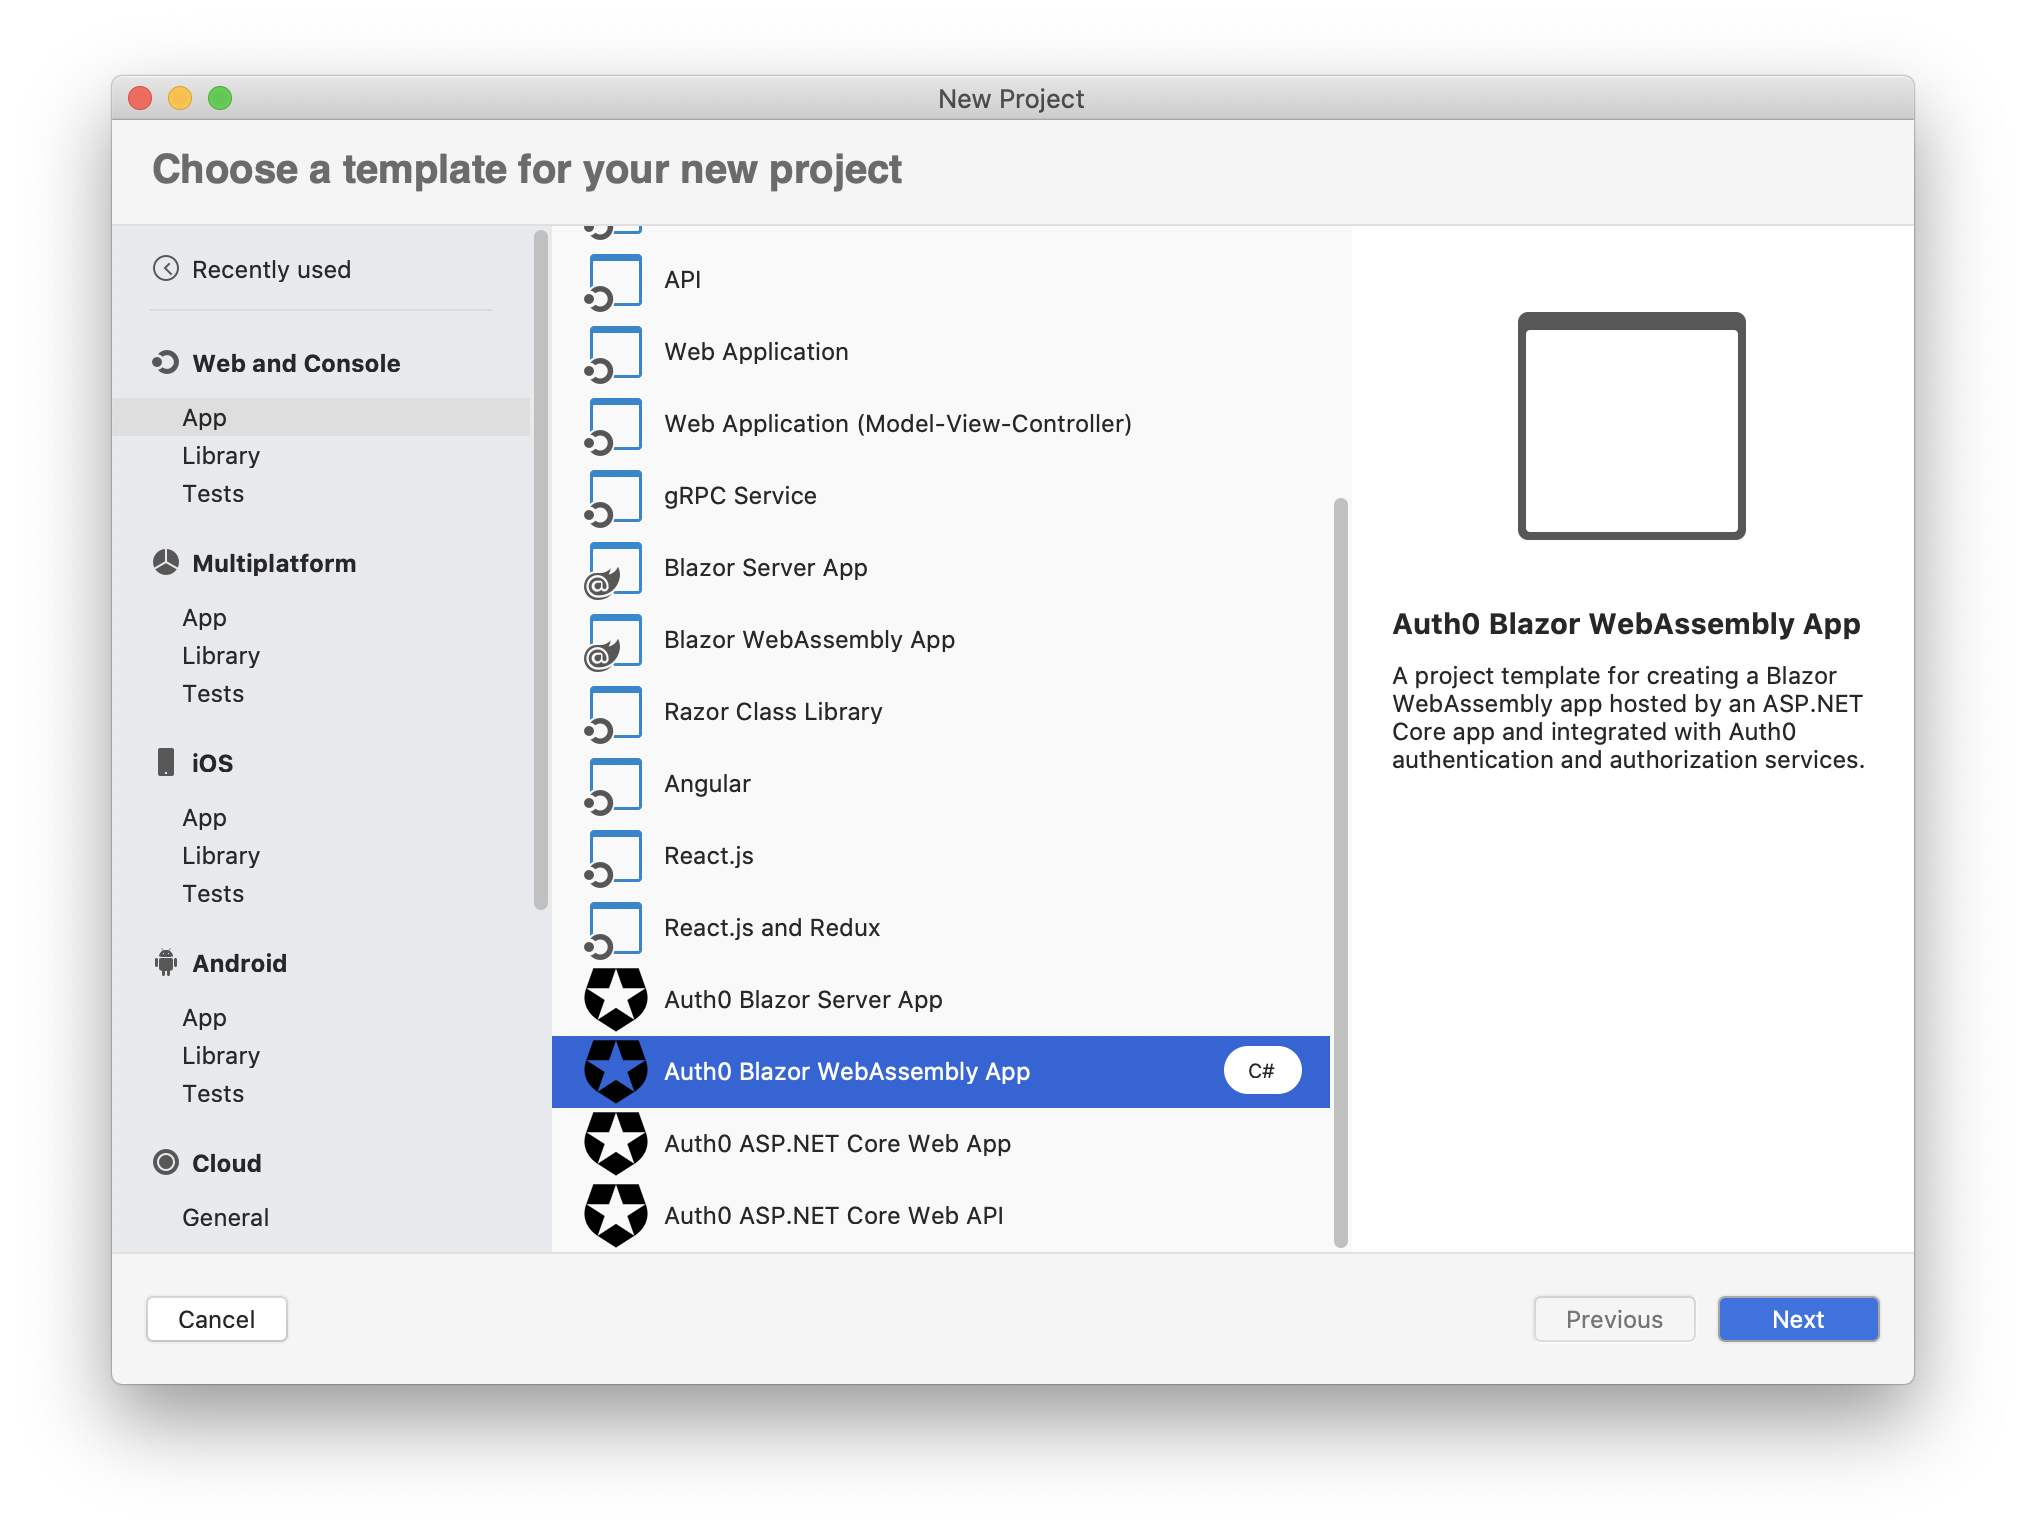 New Project
Choose a template for your new project
Recently used
Web and Console
App
Library
Tests
Multiplatform
App
Library
Tests
iOS
App
Library
Tests
Android
App
Library
Tests
Cloud
General
API
Web Application
Web Application (Model-View-Controller)
gRPC Service
Blazor Server App
Blazor WebAssembly App
Razor Class Library
Angular
React.js
React.js and Redux
Auth0 Blazor Server App
Auth0 Blazor WebAssembly App C#
Auth0 ASP.NET Core Web App
Auth0 ASP.NET Core Web API
Auth0 Blazor WebAssembly App
A project template for creating a Blazor
WebAssembly app hosted by an ASP.NET
Core app and integrated with Auth0
authentication and authorization services.
Cancel
Previous
Next